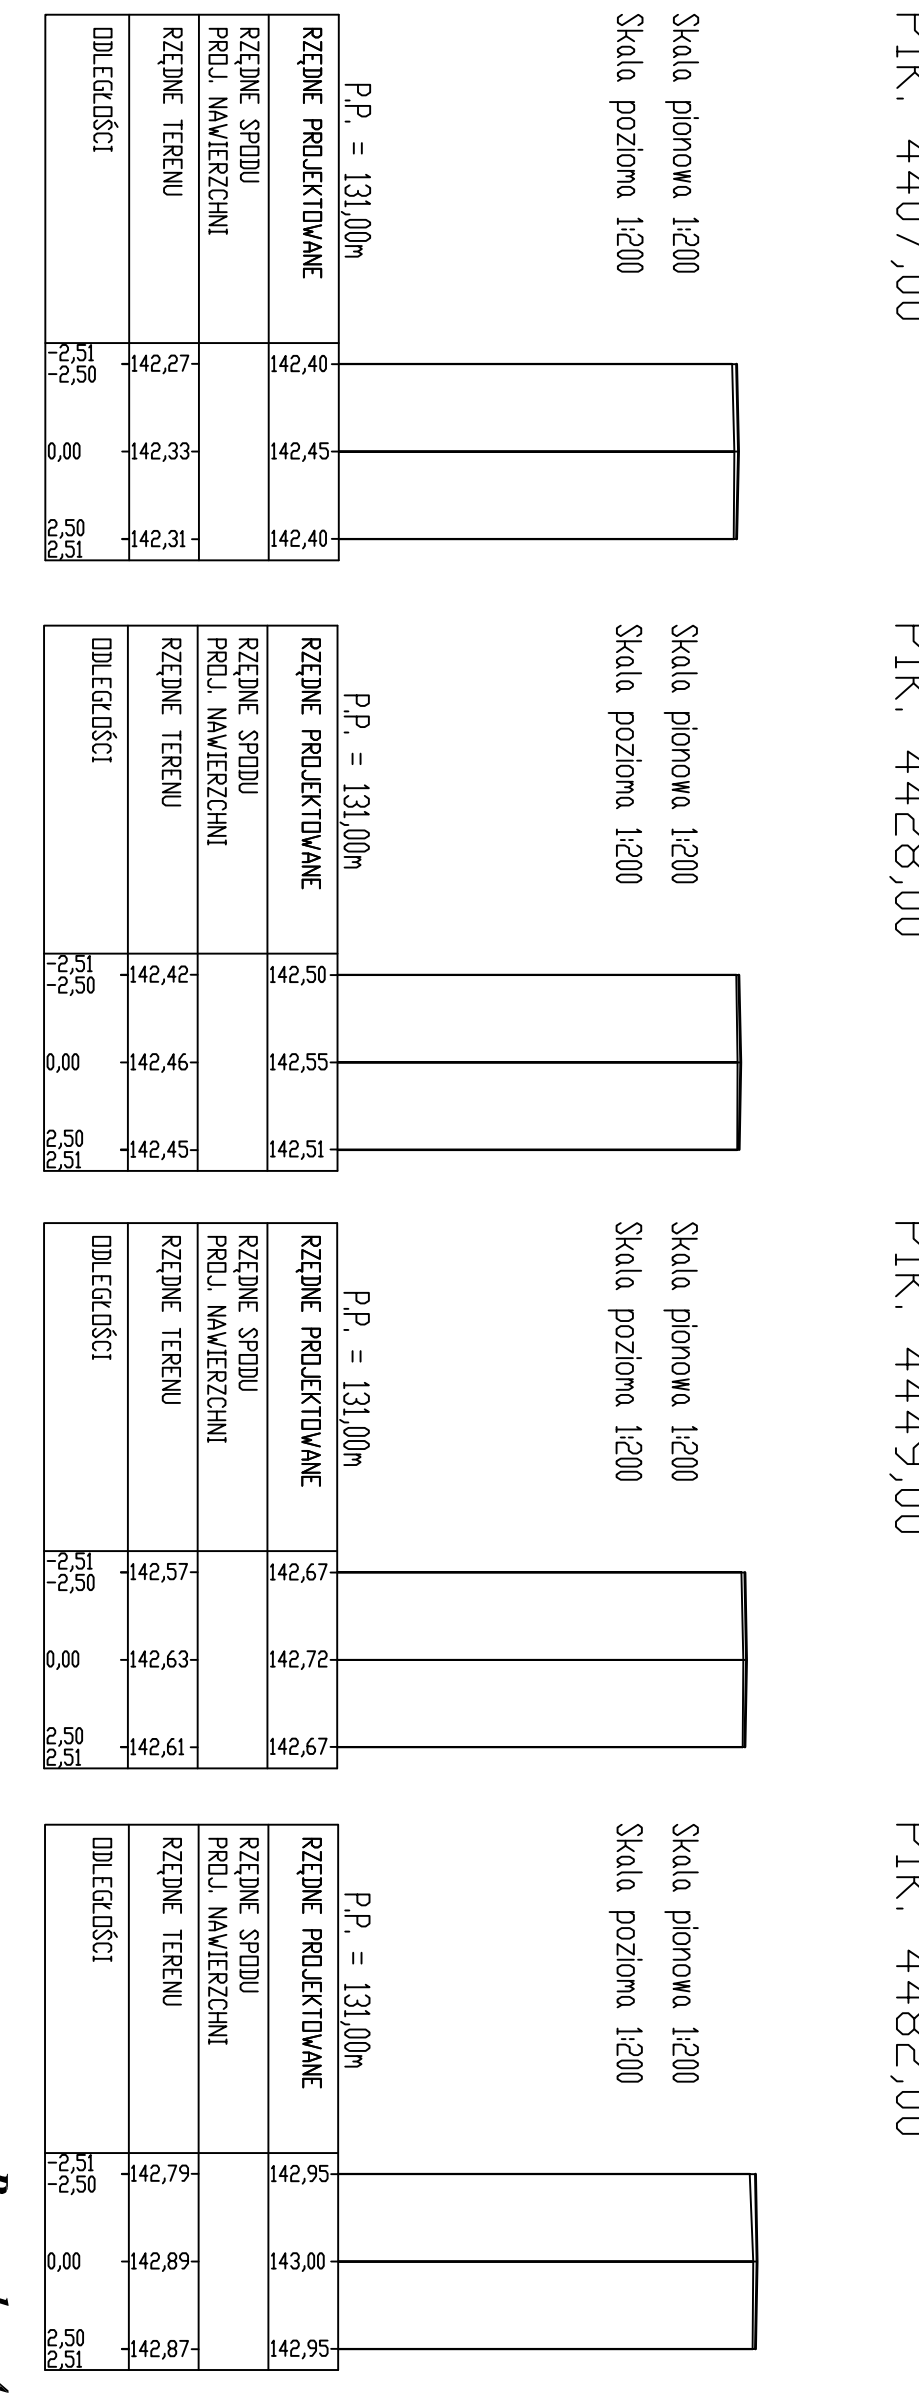 PIK. 4407,00
Skala pionowa 1:200
Skala pozioma 1:200
P.P. = 131,00m
RZĘDNE PROJEKTOWANE
142,40
142,45
142,40
RZĘDNE SPODU
PROJ. NAWIERZCHNI
RZĘDNE TERENU
142,27
142,33
142,31
ODLEGŁOŚCI
-2,51
-2,50
0,00
2,50
2,51
PIK. 4428,00
Skala pionowa 1:200
Skala pozioma 1:200
P.P. = 131,00m
RZĘDNE PROJEKTOWANE
142,50
142,55
142,51
RZĘDNE SPODU
PROJ. NAWIERZCHNI
RZĘDNE TERENU
142,42
142,46
142,45
ODLEGŁOŚCI
-2,51
-2,50
0,00
2,50
2,51
PIK. 4449,00
Skala pionowa 1:200
Skala pozioma 1:200
P.P. = 131,00m
RZĘDNE PROJEKTOWANE
142,67
142,72
142,67
RZĘDNE SPODU
PROJ. NAWIERZCHNI
RZĘDNE TERENU
142,57
142,63
142,61
ODLEGŁOŚCI
-2,51
-2,50
0,00
2,50
2,51
PIK. 4482,00
Skala pionowa 1:200
Skala pozioma 1:200
P.P. = 131,00m
RZĘDNE PROJEKTOWANE
142,95
143,00
142,95
RZĘDNE SPODU
PROJ. NAWIERZCHNI
RZĘDNE TERENU
142,79
142,89
142,87
ODLEGŁOŚCI
-2,51
-2,50
0,00
2,50
2,51